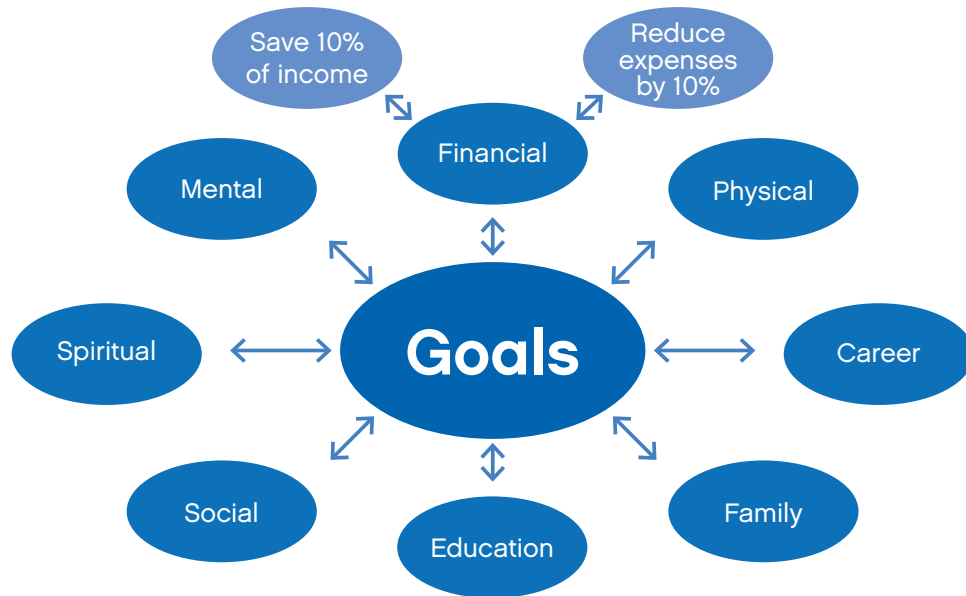 Save 10%
of income
Reduce
expenses
by 10%
Financial
Mental
Physical
Goals
Spiritual
Career
Social
Family
Education